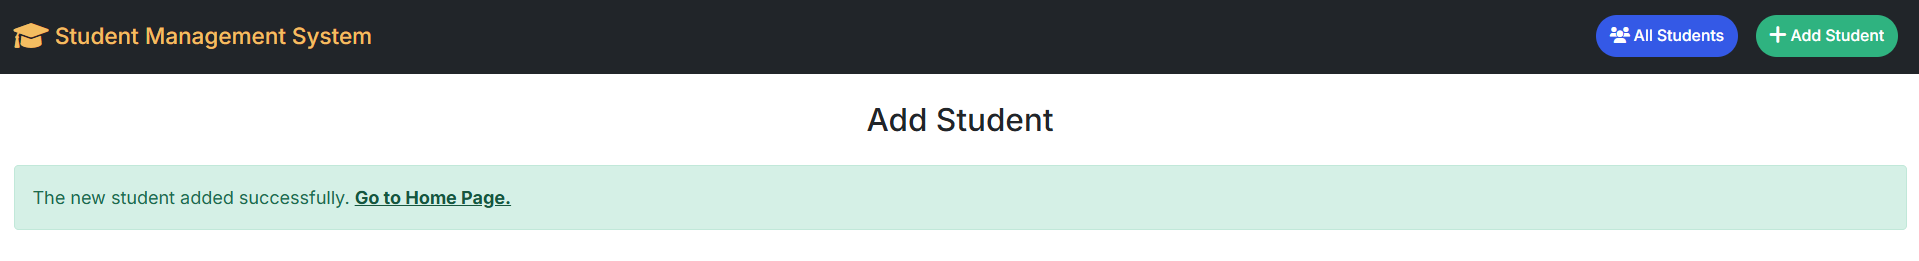 Student Management System
All Students
Add Student
Add Student
The new student added successfully. Go to Home Page.